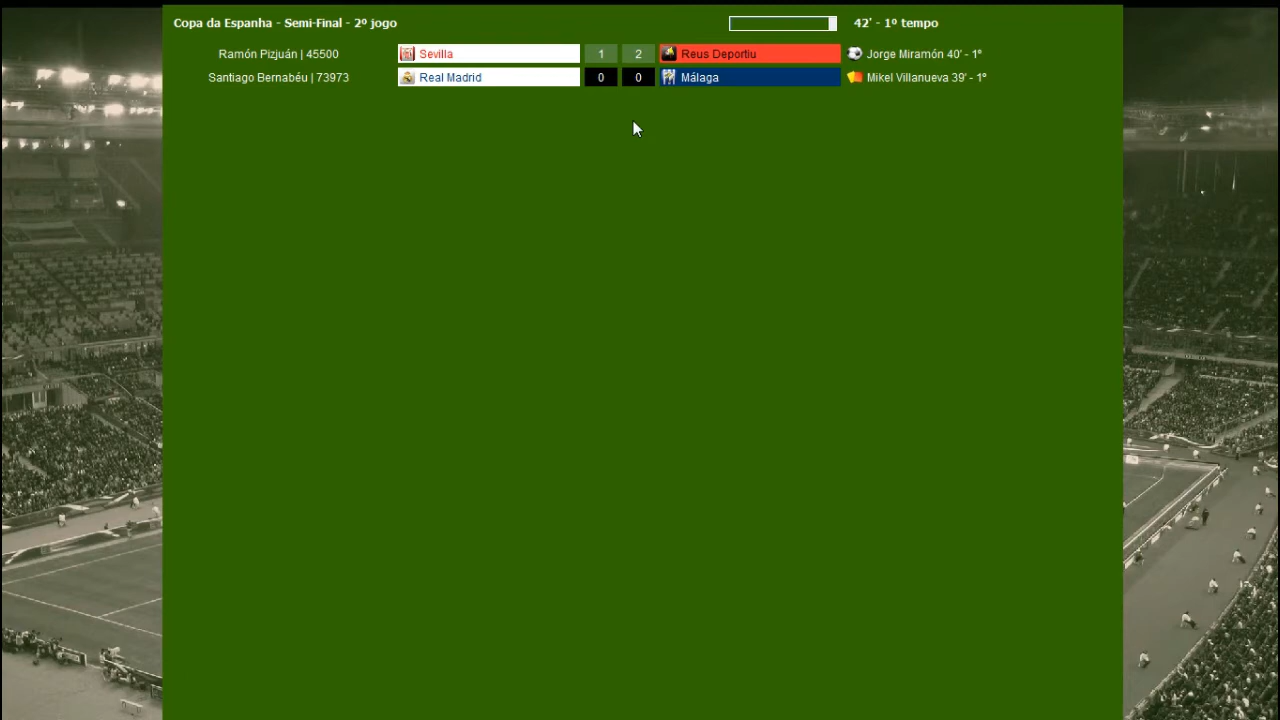 Copa da Espanha - Semi-Final - 2º jogo 42' - 1º tempo
Ramón Pizjuán | 45500 Sevilla 1 2 Reus Deportiu Jorge Miramón 40' - 1º
Santiago Bernabéu | 73973 Real Madrid 0 0 Málaga Mikel Villanueva 39' - 1º